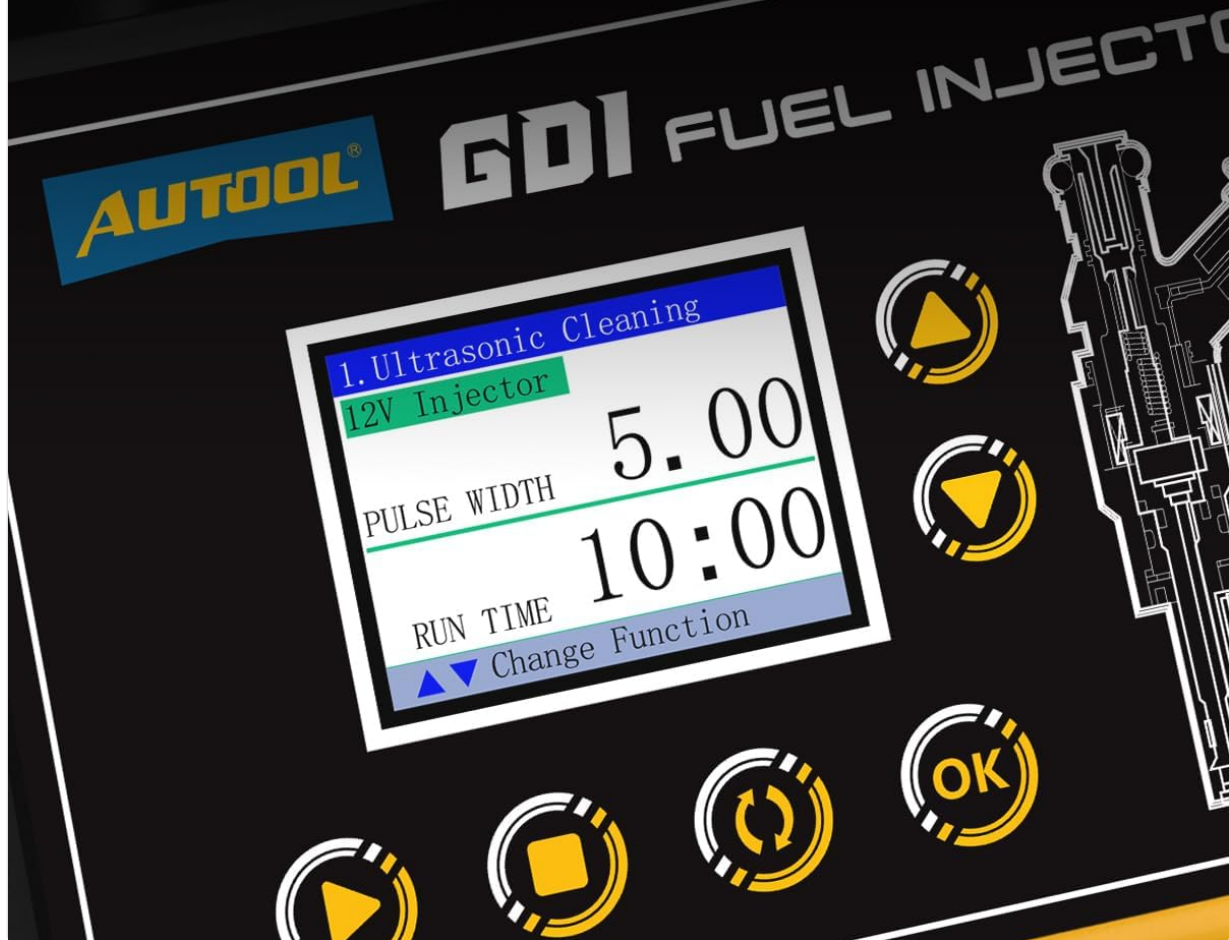 AUTOOL®
GDI FUEL INJECTO
1.Ultrasonic Cleaning
12V Injector
PULSE WIDTH 5.00
RUN TIME 10:00
▲▼ Change Function
OK